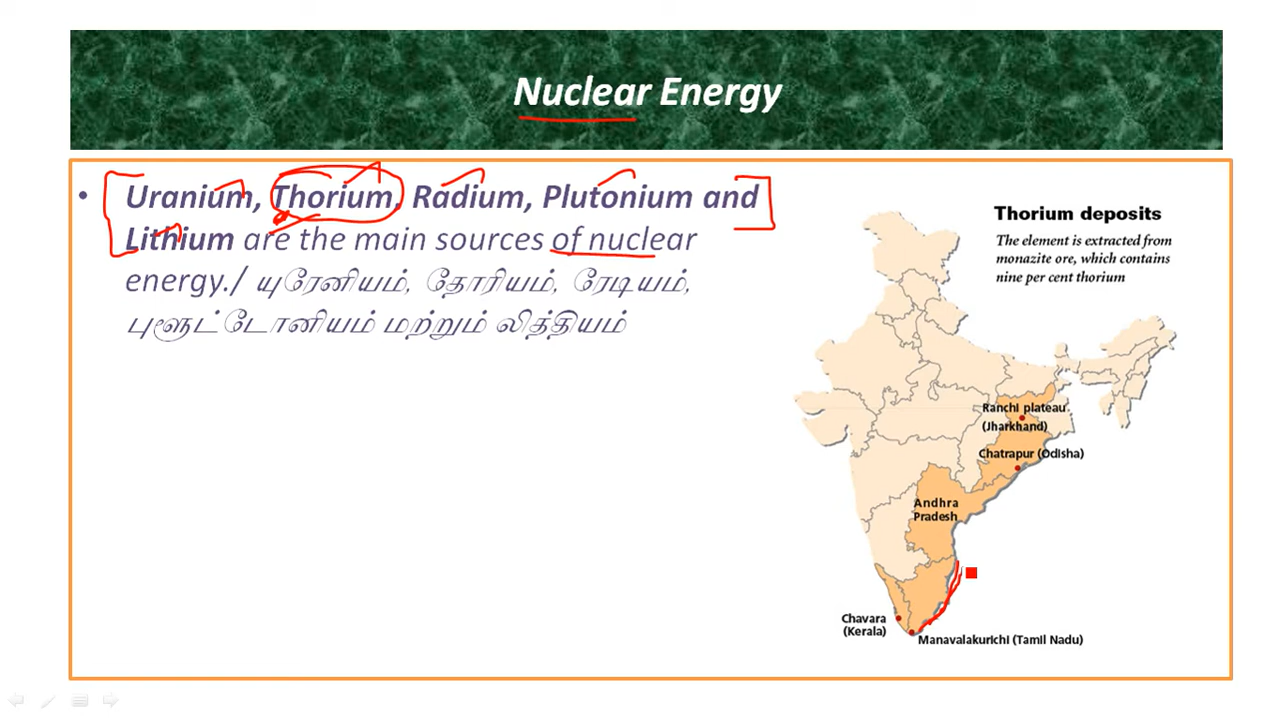 Nuclear Energy
• Uranium, Thorium, Radium, Plutonium and
Lithium are the main sources of nuclear
energy./ யுரேனியம், தோரியம், ரேடியம்,
புளூட்டோனியம் மற்றும் லித்தியம்
Thorium deposits
The element is extracted from
monazite ore, which contains
nine per cent thorium
Ranchi plateau
(Jharkhand)
Chatrapur (Odisha)
Andhra
Pradesh
Chavara
(Kerala)
Manavalakurichi (Tamil Nadu)